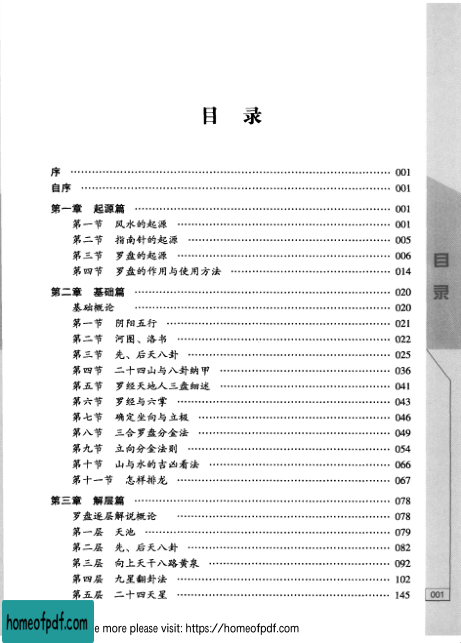 目 录
序 001
自序 001
第一章 起源篇 001
第一节 风水的起源 001
第二节 指南针的起源 005
第三节 罗盘的起源 006
第四节 罗盘的作用与使用方法 014
第二章 基础篇 020
基础概论 020
第一节 阴阳五行 021
第二节 河图、洛书 022
第三节 先、后天八卦 025
第四节 二十四山与八卦纳甲 036
第五节 罗经天地人三盘细述 041
第六节 罗经与六掌 043
第七节 确定坐向与立极 046
第八节 三合罗盘分金法 049
第九节 立向分金法则 054
第十节 山与水的吉凶看法 066
第十一节 怎样排龙 067
第三章 解层篇 078
罗盘逐层解说概论 078
第一层 天池 079
第二层 先、后天八卦 082
第三层 向上天干八路黄泉 092
第四层 九星翻卦法 102
第五层 二十四天星 145
目录
001
homeofpdf.com
e more please visit: https://homeofpdf.com